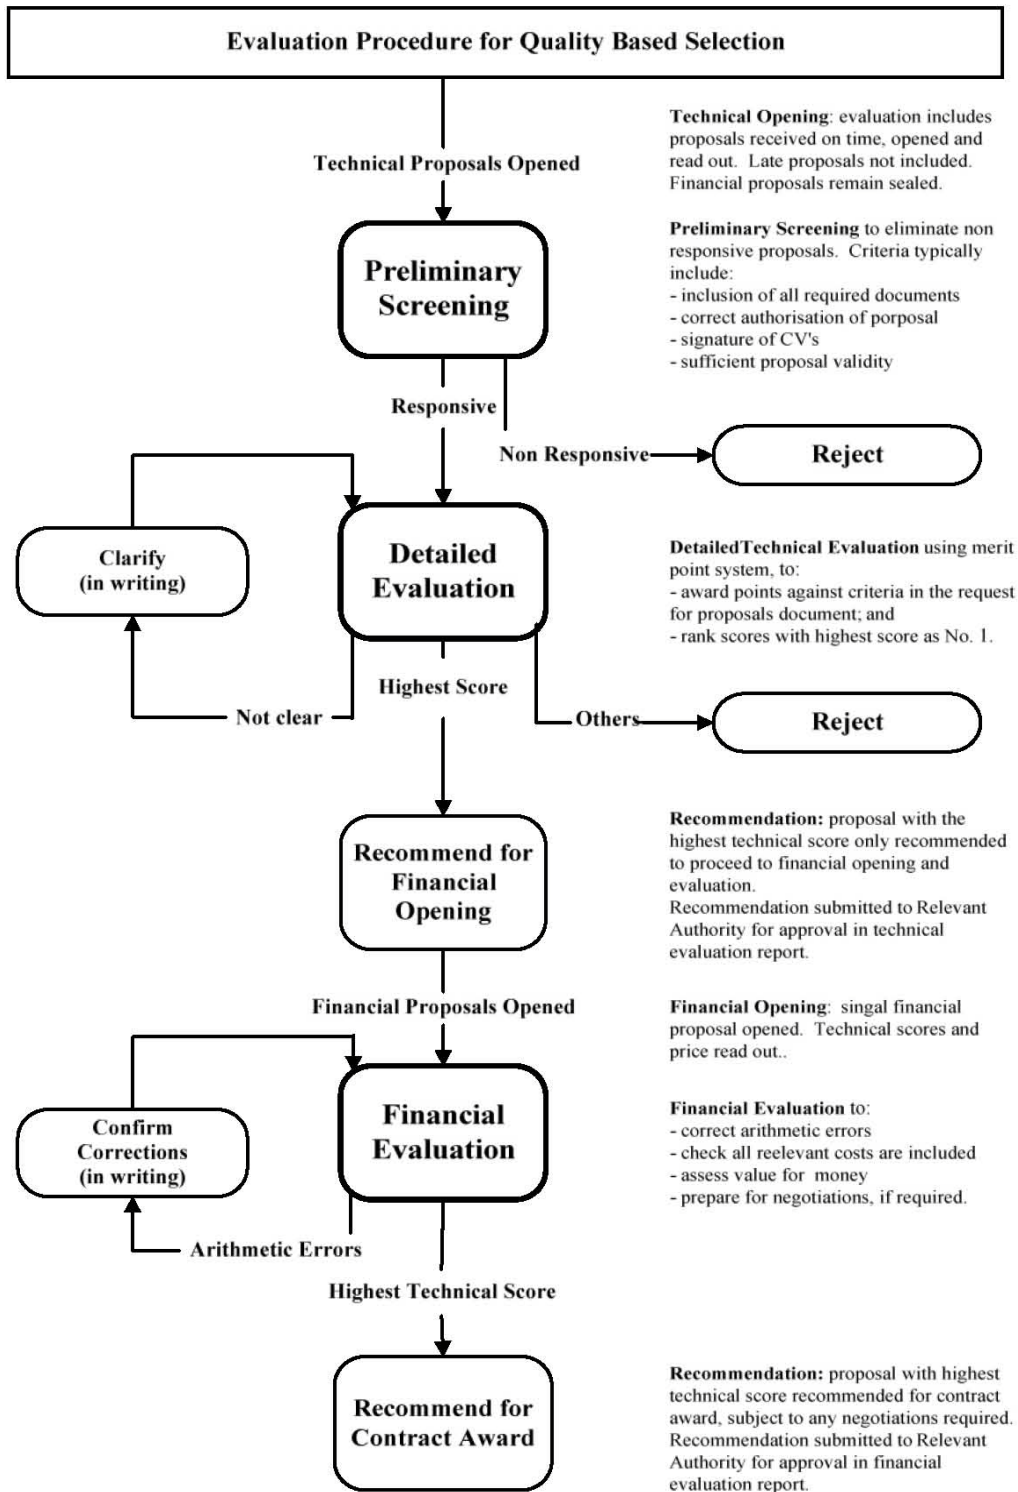 Evaluation Procedure for Quality Based Selection
Technical Proposals Opened
Technical Opening: evaluation includes
proposals received on time, opened and
read out. Late proposals not included.
Financial proposals remain sealed.
Preliminary
Screening
Preliminary Screening to eliminate non
responsive proposals. Criteria typically
include:
- inclusion of all required documents
- correct authorisation of porposal
- signature of CV's
- sufficient proposal validity
Responsive
Non Responsive
Reject
Clarify
(in writing)
Detailed
Evaluation
DetailedTechnical Evaluation using merit
point system, to:
- award points against criteria in the request
for proposals document; and
- rank scores with highest score as No. 1.
Highest Score
Not clear
Others
Reject
Recommend for
Financial
Opening
Recommendation: proposal with the
highest technical score only recommended
to proceed to financial opening and
evaluation.
Recommendation submitted to Relevant
Authority for approval in technical
evaluation report.
Financial Proposals Opened
Financial Opening: singal financial
proposal opened. Technical scores and
price read out..
Confirm
Corrections
(in writing)
Financial
Evaluation
Financial Evaluation to:
- correct arithmetic errors
- check all reelevant costs are included
- assess value for money
- prepare for negotiations, if required.
Arithmetic Errors
Highest Technical Score
Recommend for
Contract Award
Recommendation: proposal with highest
technical score recommended for contract
award, subject to any negotiations required.
Recommendation submitted to Relevant
Authority for approval in financial
evaluation report.